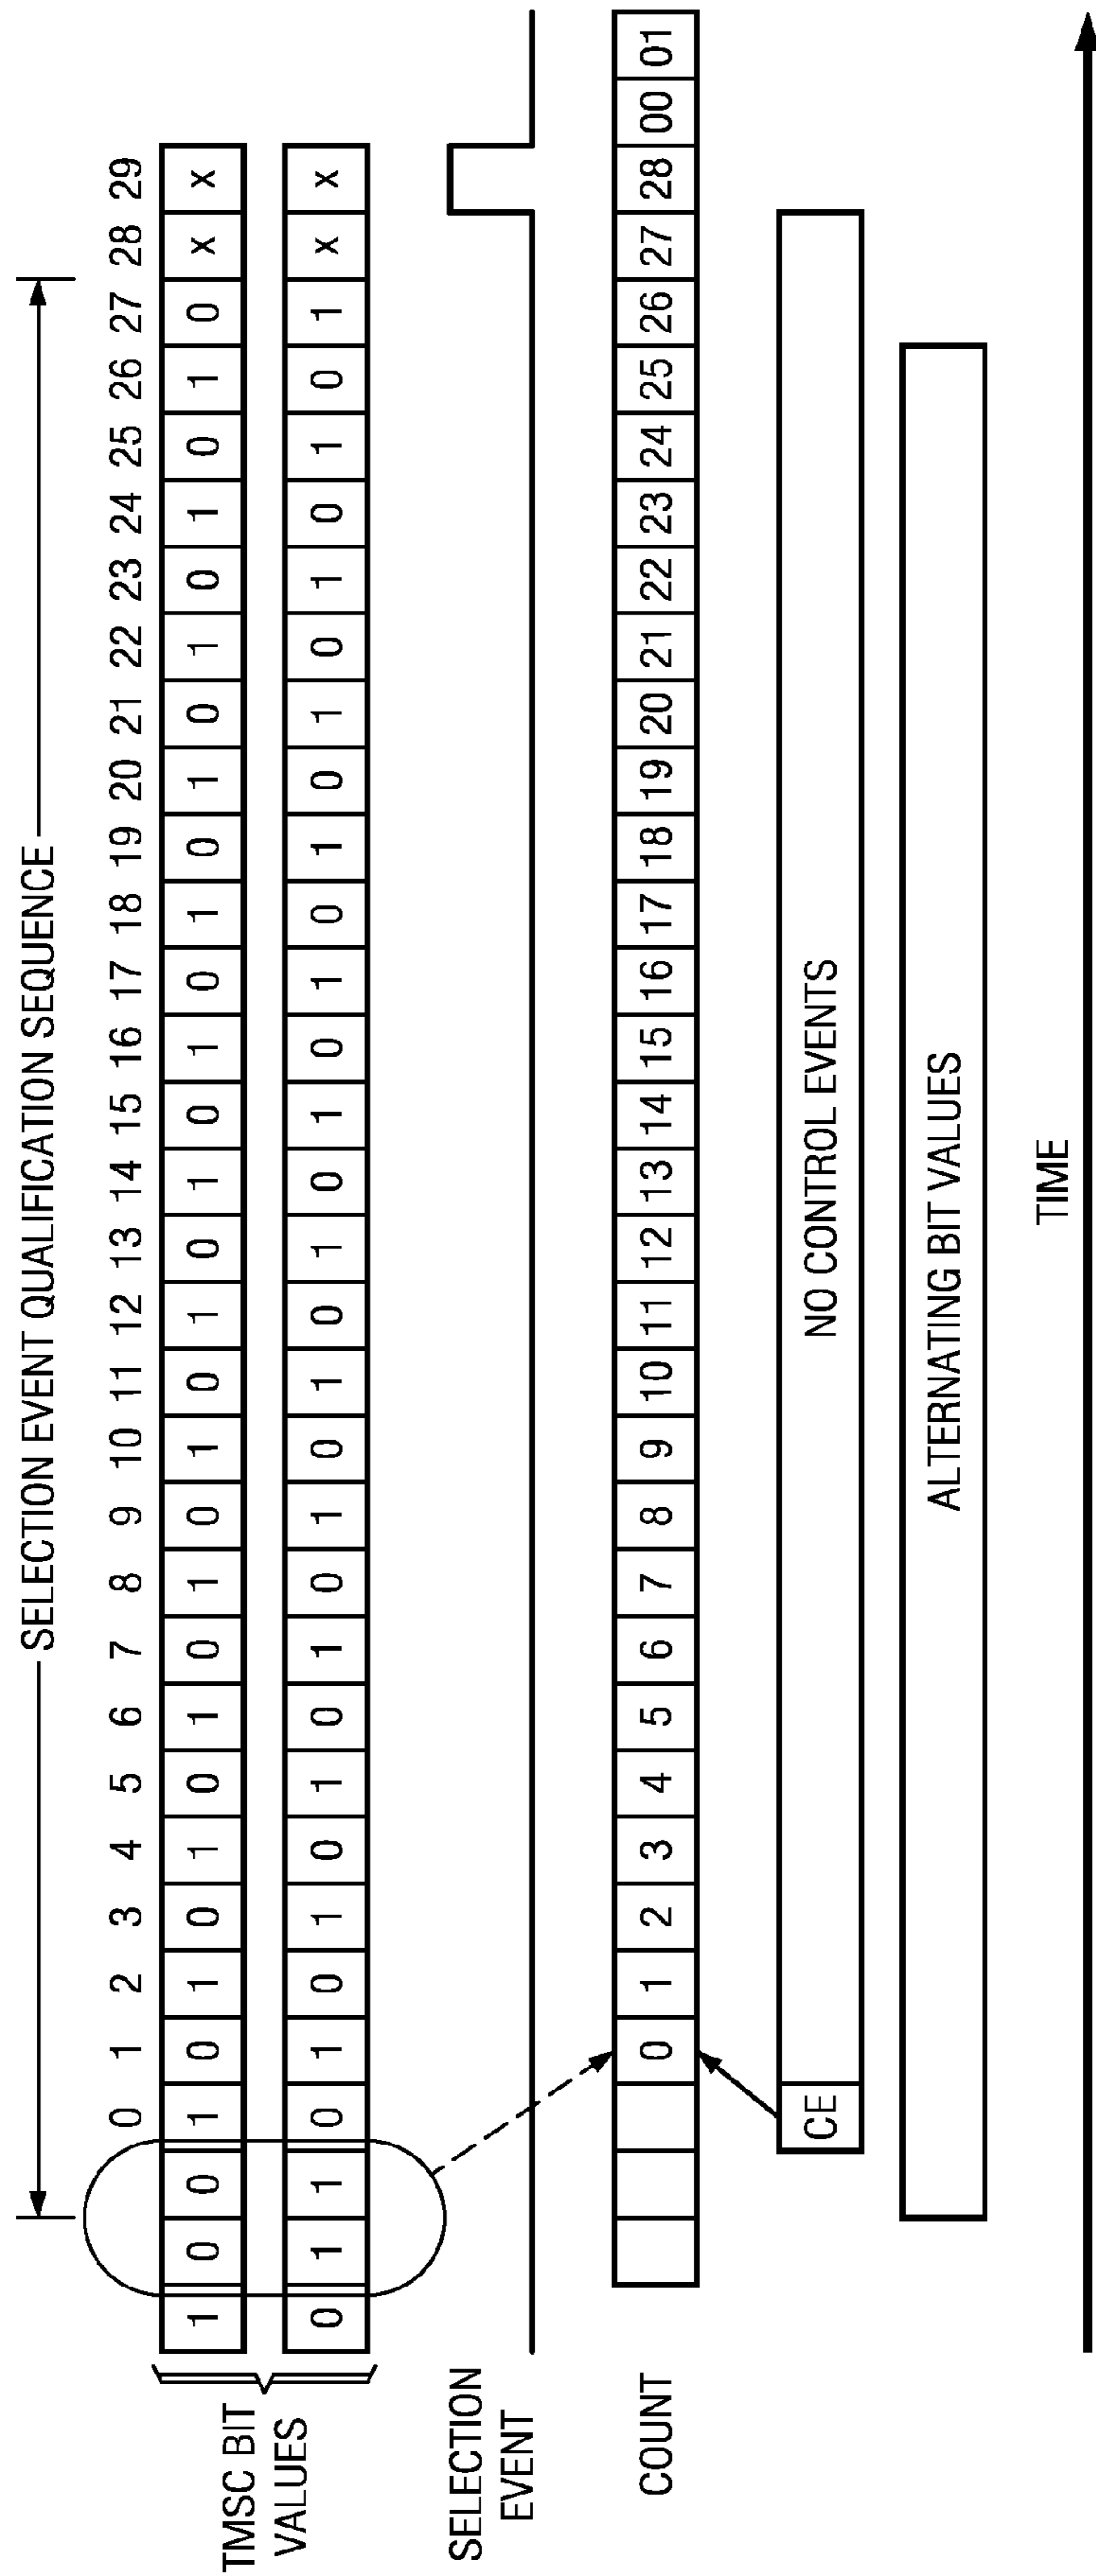 SELECTION EVENT QUALIFICATION SEQUENCE
0 1 2 3 4 5 6 7 8 9 10 11 12 13 14 15 16 17 18 19 20 21 22 23 24 25 26 27 28 29
TMSC BIT
VALUES
1 0 0 1 0 1 0 1 0 1 0 1 0 1 0 1 0 1 0 1 0 1 0 1 0 1 0 1 0 1 0 x x
0 1 1 0 1 0 1 0 1 0 1 0 1 0 1 0 1 0 1 0 1 0 1 0 1 0 1 0 1 0 1 x x
SELECTION
EVENT
COUNT
0 1 2 3 4 5 6 7 8 9 10 11 12 13 14 15 16 17 18 19 20 21 22 23 24 25 26 27 28 00 01
CE
NO CONTROL EVENTS
ALTERNATING BIT VALUES
TIME